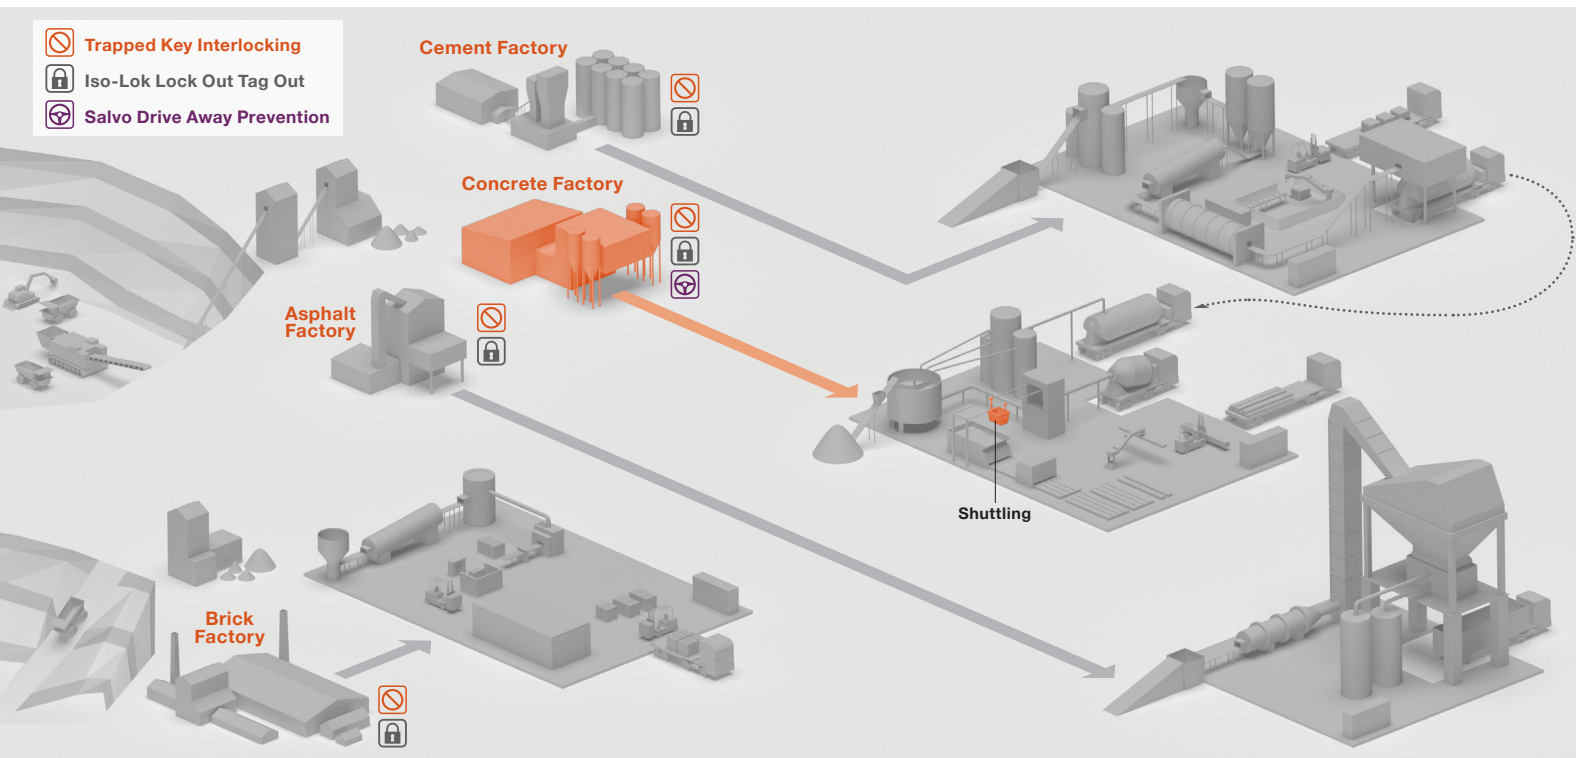 Trapped Key Interlocking
Iso-Lok Lock Out Tag Out
Salvo Drive Away Prevention
Cement Factory
Concrete Factory
Asphalt
Factory
Shuttling
Brick
Factory